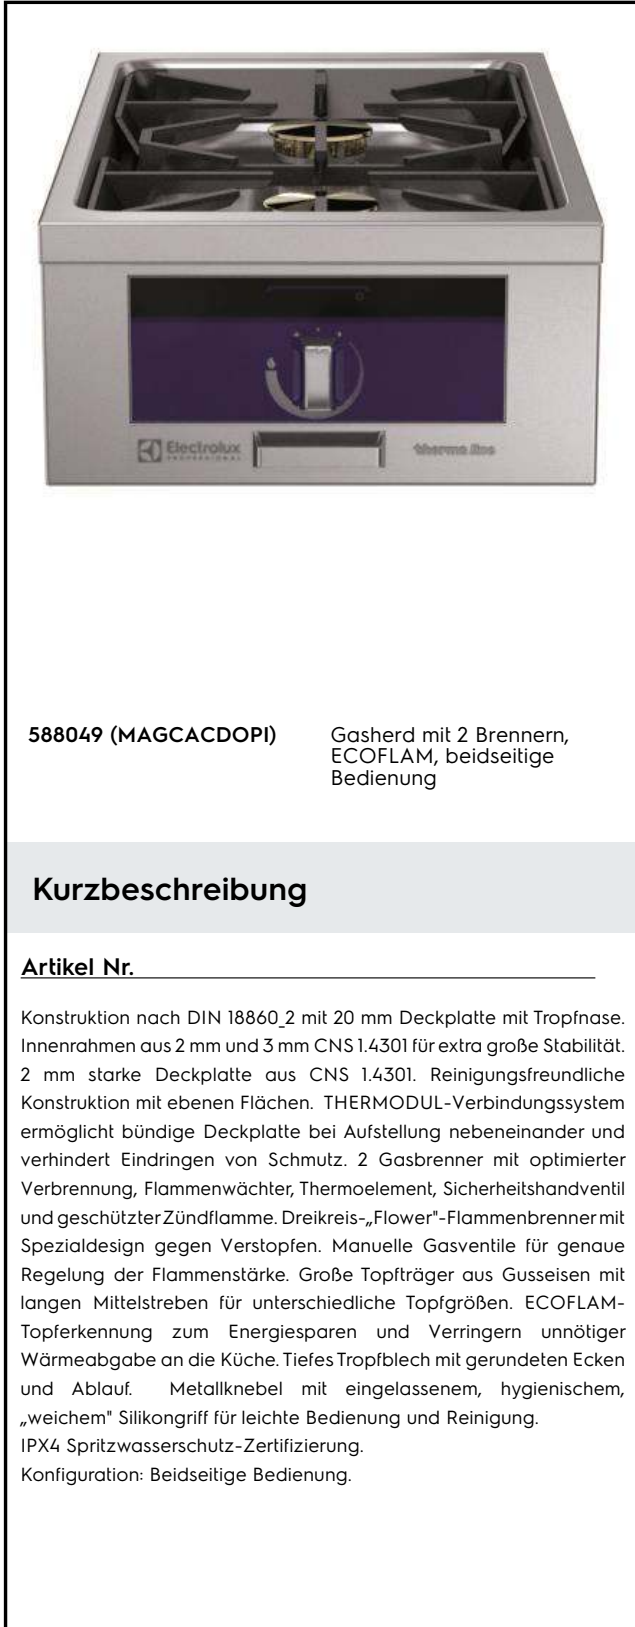 Electrolux
PROFESSIONAL
thermaline
588049 (MAGCACDOPI)
Gasherd mit 2 Brennern,
ECOFLAM, beidseitige
Bedienung
Kurzbeschreibung
Artikel Nr.
Konstruktion nach DIN 18860_2 mit 20 mm Deckplatte mit Tropfnase.
Innenrahmen aus 2 mm und 3 mm CNS 1.4301 für extra große Stabilität.
2 mm starke Deckplatte aus CNS 1.4301. Reinigungsfreundliche
Konstruktion mit ebenen Flächen. THERMODUL-Verbindungssystem
ermöglicht bündige Deckplatte bei Aufstellung nebeneinander und
verhindert Eindringen von Schmutz. 2 Gasbrenner mit optimierter
Verbrennung, Flammenwächter, Thermoelement, Sicherheitshandventil
und geschützter Zündflamme. Dreikreis-„Flower"-Flammenbrenner mit
Spezialdesign gegen Verstopfen. Manuelle Gasventile für genaue
Regelung der Flammenstärke. Große Topfträger aus Gusseisen mit
langen Mittelstreben für unterschiedliche Topfgrößen. ECOFLAM-
Topferkennung zum Energiesparen und Verringern unnötiger
Wärmeabgabe an die Küche. Tiefes Tropfblech mit gerundeten Ecken
und Ablauf. Metallknebel mit eingelassenem, hygienischem,
„weichem" Silikongriff für leichte Bedienung und Reinigung.
IPX4 Spritzwasserschutz-Zertifizierung.
Konfiguration: Beidseitige Bedienung.